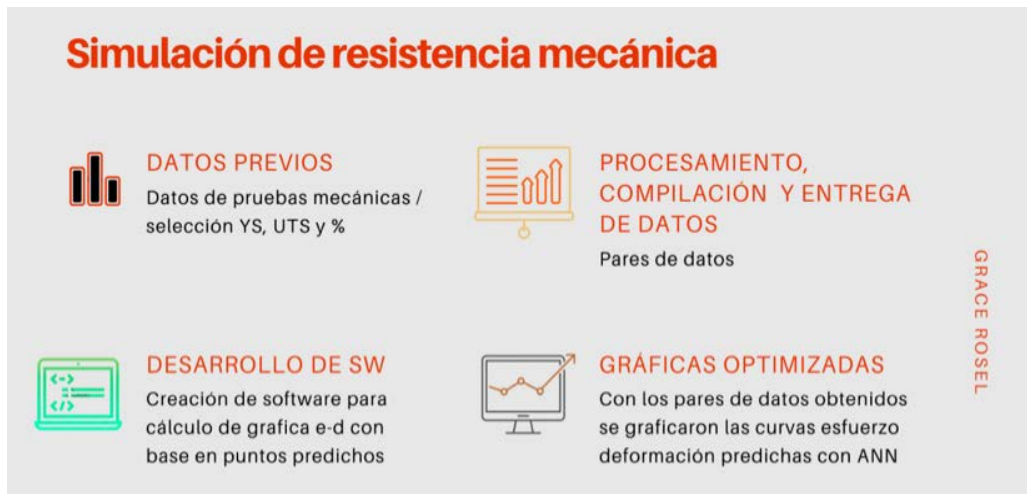 Simulación de resistencia mecánica
DATOS PREVIOS
Datos de pruebas mecánicas /
selección YS, UTS y %
PROCESAMIENTO,
COMPILACIÓN Y ENTREGA
DE DATOS
Pares de datos
DESARROLLO DE SW
Creación de software para
cálculo de grafica e-d con
base en puntos predichos
GRÁFICAS OPTIMIZADAS
Con los pares de datos obtenidos
se graficaron las curvas esfuerzo
deformación predichas con ANN
GRACE ROSEL